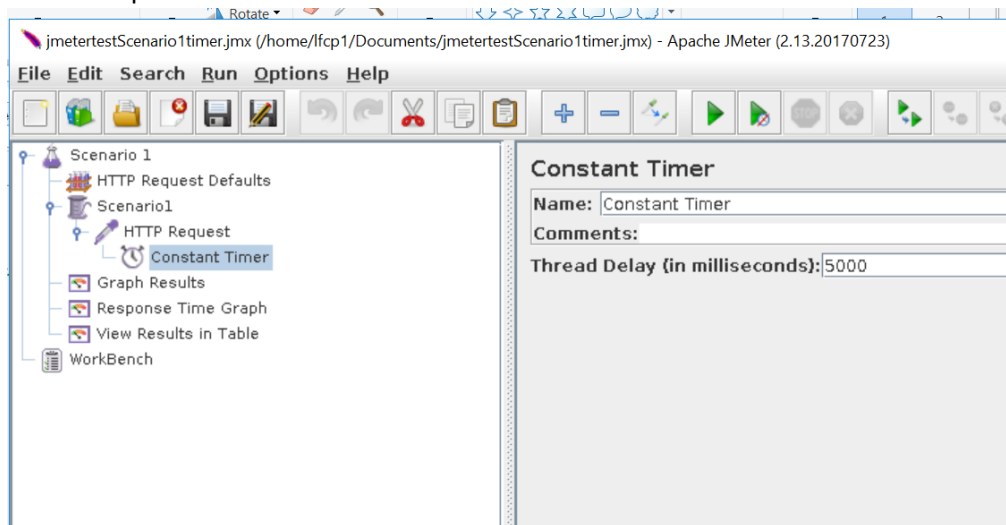 Rotate
jmetertestScenario1timer.jmx (/home/lfcp1/Documents/jmetertestScenario1timer.jmx) - Apache JMeter (2.13.20170723)
File Edit Search Run Options Help
STOP
Scenario 1
HTTP Request Defaults
Scenario1
HTTP Request
Constant Timer
Graph Results
Response Time Graph
View Results in Table
WorkBench
Constant Timer
Name: Constant Timer
Comments:
Thread Delay (in milliseconds): 5000